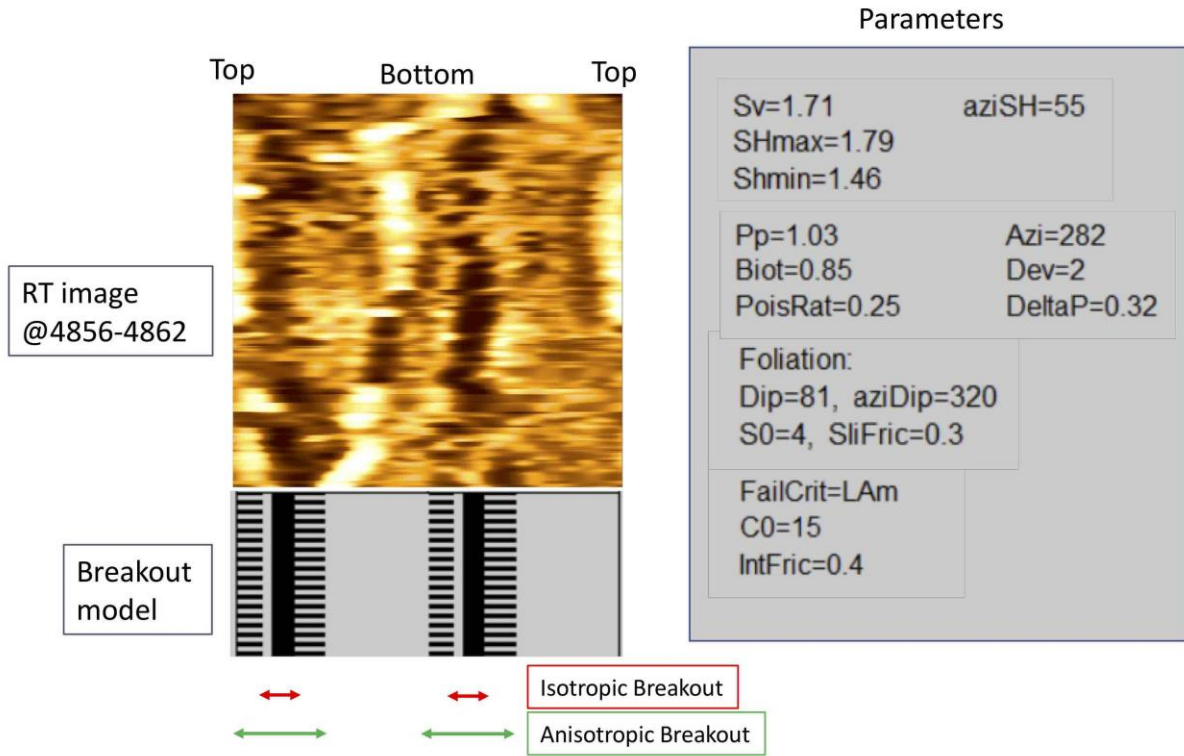 Parameters
Top Bottom Top
Sv=1.71 aziSH=55
SHmax=1.79
Shmin=1.46
Pp=1.03 Azi=282
Biot=0.85 Dev=2
PoisRat=0.25 DeltaP=0.32
RT image
@4856-4862
Foliation:
Dip=81, aziDip=320
S0=4, SliFric=0.3
FailCrit=LAm
C0=15
IntFric=0.4
Breakout
model
Isotropic Breakout
Anisotropic Breakout